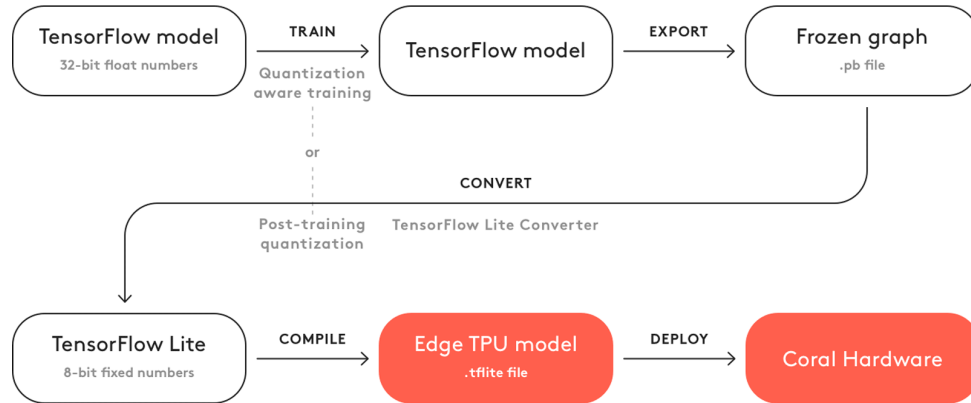 TensorFlow model
32-bit float numbers
TRAIN
Quantization
aware training
TensorFlow model
EXPORT
Frozen graph
.pb file
or
CONVERT
Post-training
quantization
TensorFlow Lite Converter
TensorFlow Lite
8-bit fixed numbers
COMPILE
Edge TPU model
.tflite file
DEPLOY
Coral Hardware